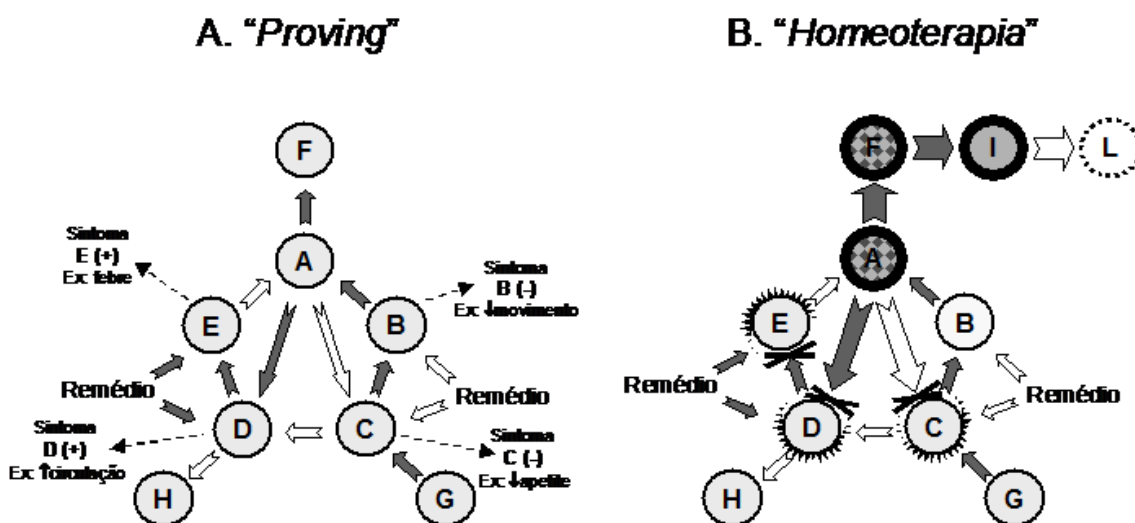 A. “Proving”
B. “Homeoterapia”
F
F
I
L
Sintoma
E (+)
Ex: febre
A
Sintoma
B (-)
Ex: ↓movimento
A
E
B
E
B
Remédio
Remédio
Remédio
Remédio
Sintoma
D (+)
Ex: ↑circulação
D
C
Sintoma
C (-)
Ex: ↓apetite
D
C
H
G
H
G